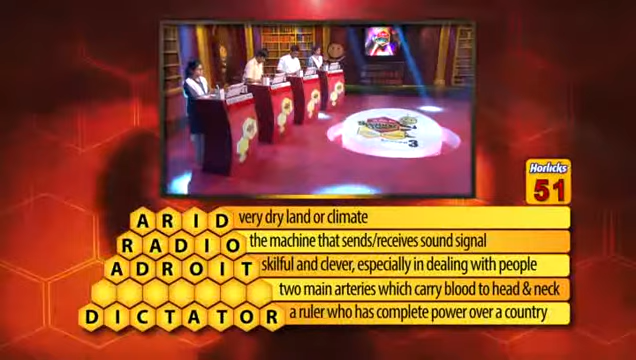 Horlicks
51
ARID very dry land or climate
RADIO the machine that sends/receives sound signal
ADROIT skilful and clever, especially in dealing with people
two main arteries which carry blood to head & neck
DICTATOR a ruler who has complete power over a country